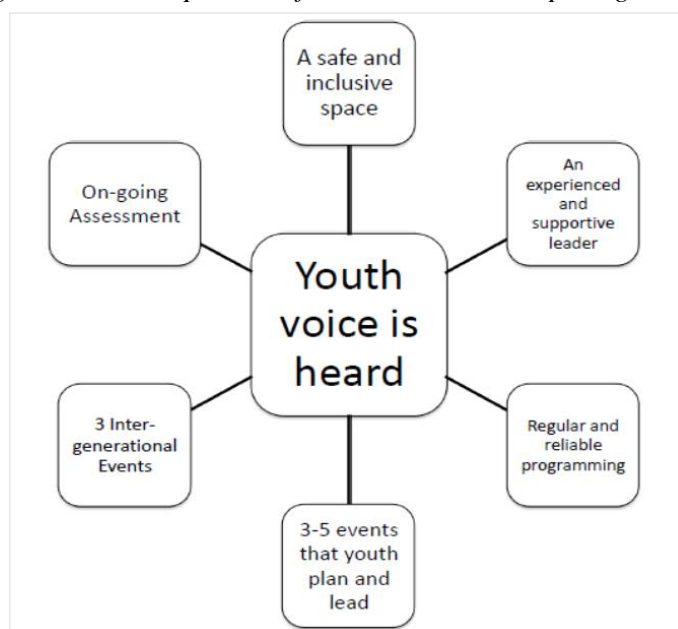 A safe and
inclusive
space
On-going
Assessment
An
experienced
and
supportive
leader
Youth
voice is
heard
3 Inter-
generational
Events
Regular and
reliable
programming
3-5 events
that youth
plan and
lead